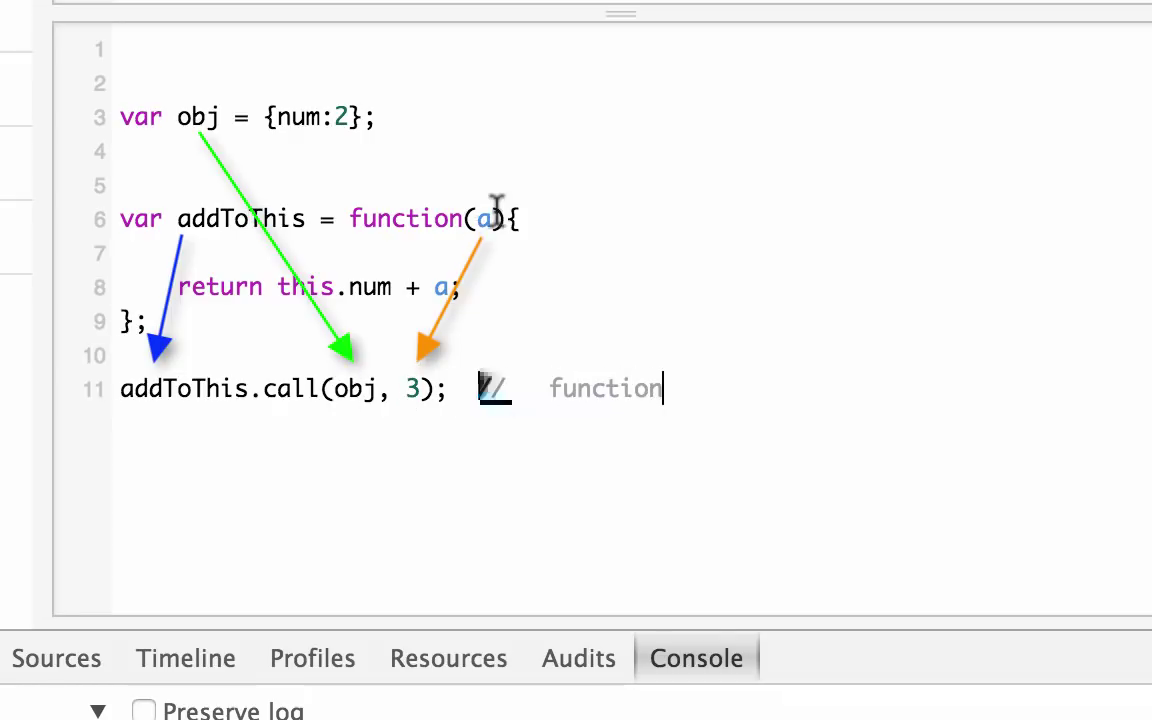 1
2
3 var obj = {num:2};
4
5
6 var addToThis = function(a){
7
8 return this.num + a;
9 };
10
11 addToThis.call(obj, 3); // function
Sources Timeline Profiles Resources Audits Console
▼ Preserve log